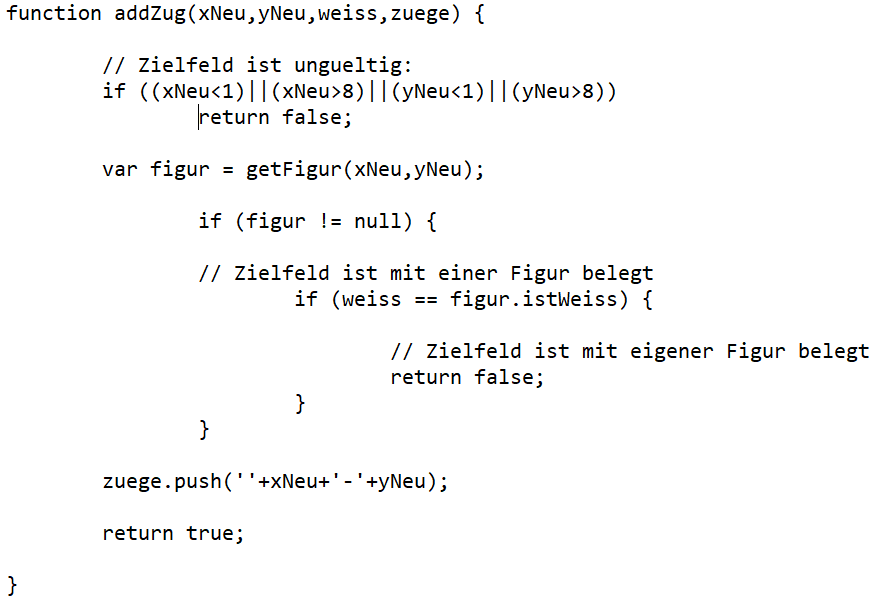 function addZug(xNeu,yNeu,weiss,zuege) {
// Zielfeld ist ungueltig:
if ((xNeu<1)||(xNeu>8)||(yNeu<1)||(yNeu>8))
return false;
var figur = getFigur(xNeu,yNeu);
if (figur != null) {
// Zielfeld ist mit einer Figur belegt
if (weiss == figur.istWeiss) {
// Zielfeld ist mit eigener Figur belegt
return false;
}
}
zuege.push(''+xNeu+'-'+yNeu);
return true;
}